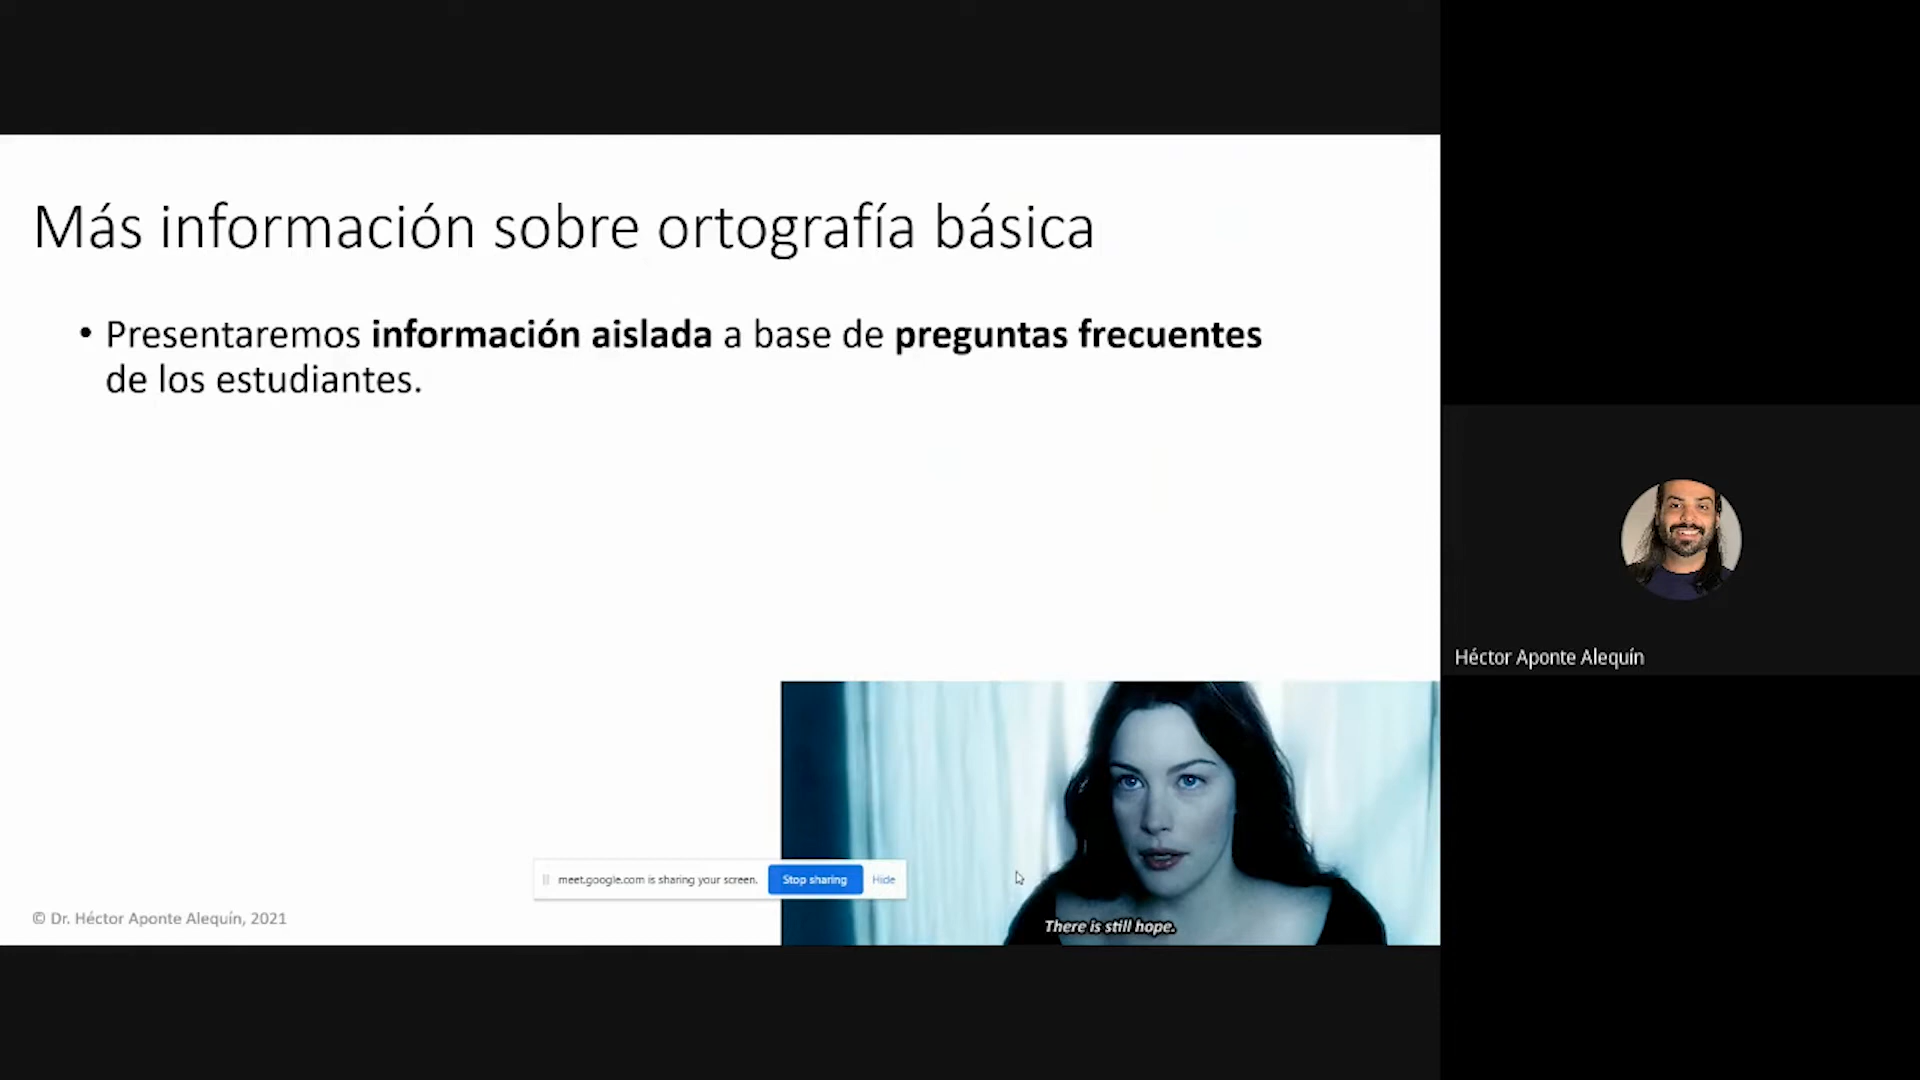 Más información sobre ortografía básica
• Presentaremos información aislada a base de preguntas frecuentes
de los estudiantes.
Héctor Aponte Alequín
meet.google.com is sharing your screen. Stop sharing Hide
© Dr. Héctor Aponte Alequín, 2021
There is still hope.